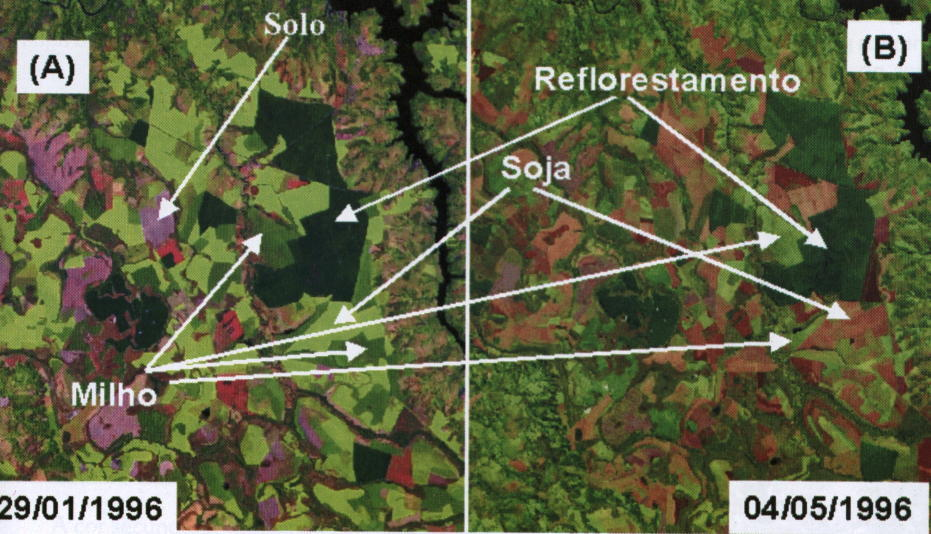 Solo
(A)
(B)
Reflorestamento
Soja
Milho
29/01/1996
04/05/1996